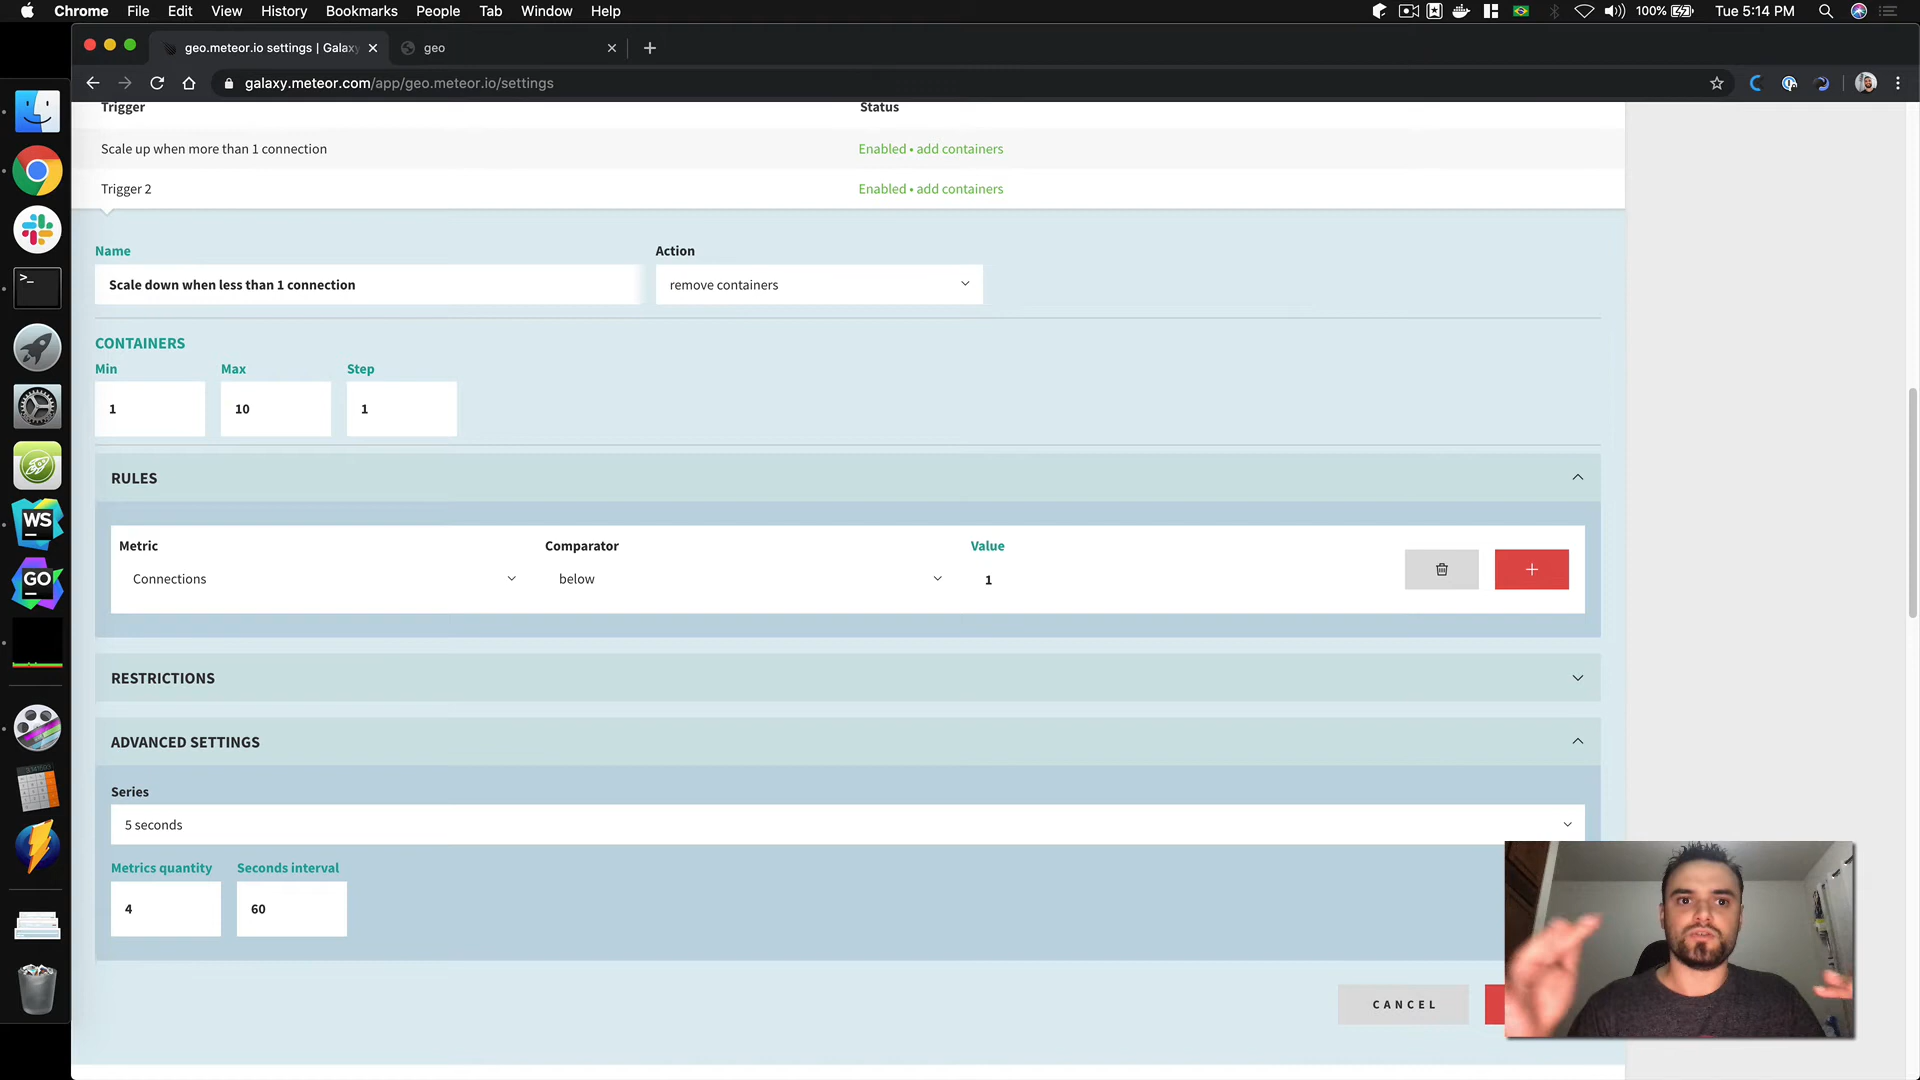 Chrome File Edit View History Bookmarks People Tab Window Help 100% Tue 5:14 PM
geo.meteor.io settings | Galaxy geo
galaxy.meteor.com/app/geo.meteor.io/settings
Trigger Status
Scale up when more than 1 connection Enabled • add containers
Trigger 2 Enabled • add containers
Name Action
Scale down when less than 1 connection remove containers
CONTAINERS
Min Max Step
1 10 1
RULES
Metric Comparator Value
Connections below 1
RESTRICTIONS
ADVANCED SETTINGS
Series
5 seconds
Metrics quantity Seconds interval
4 60
CANCEL
WS
GO